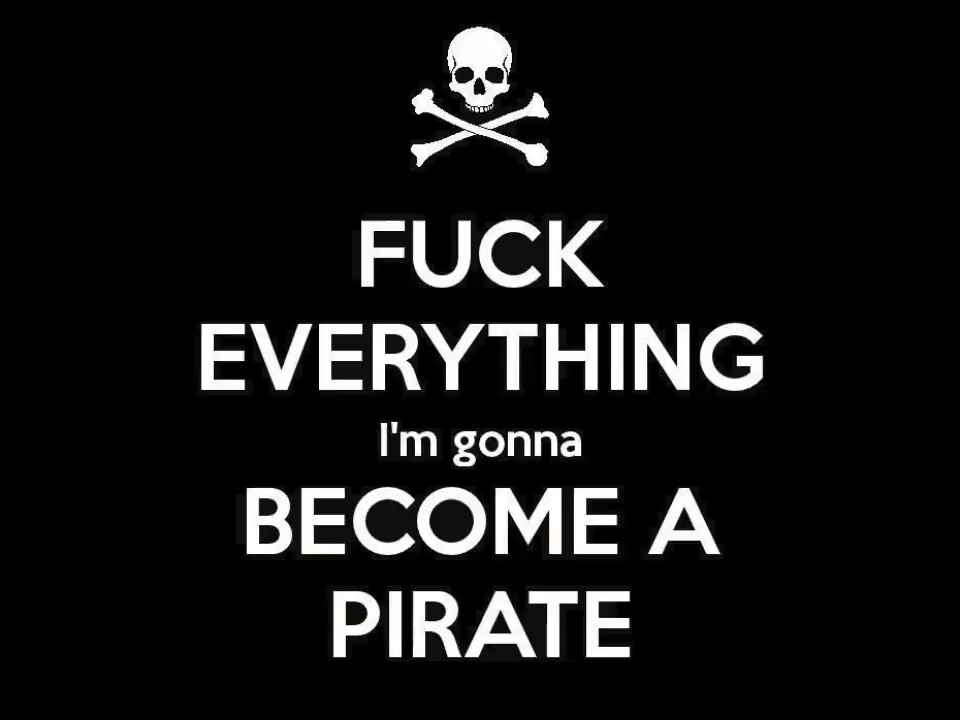 FUCK
EVERYTHING
I'm gonna
BECOME A
PIRATE